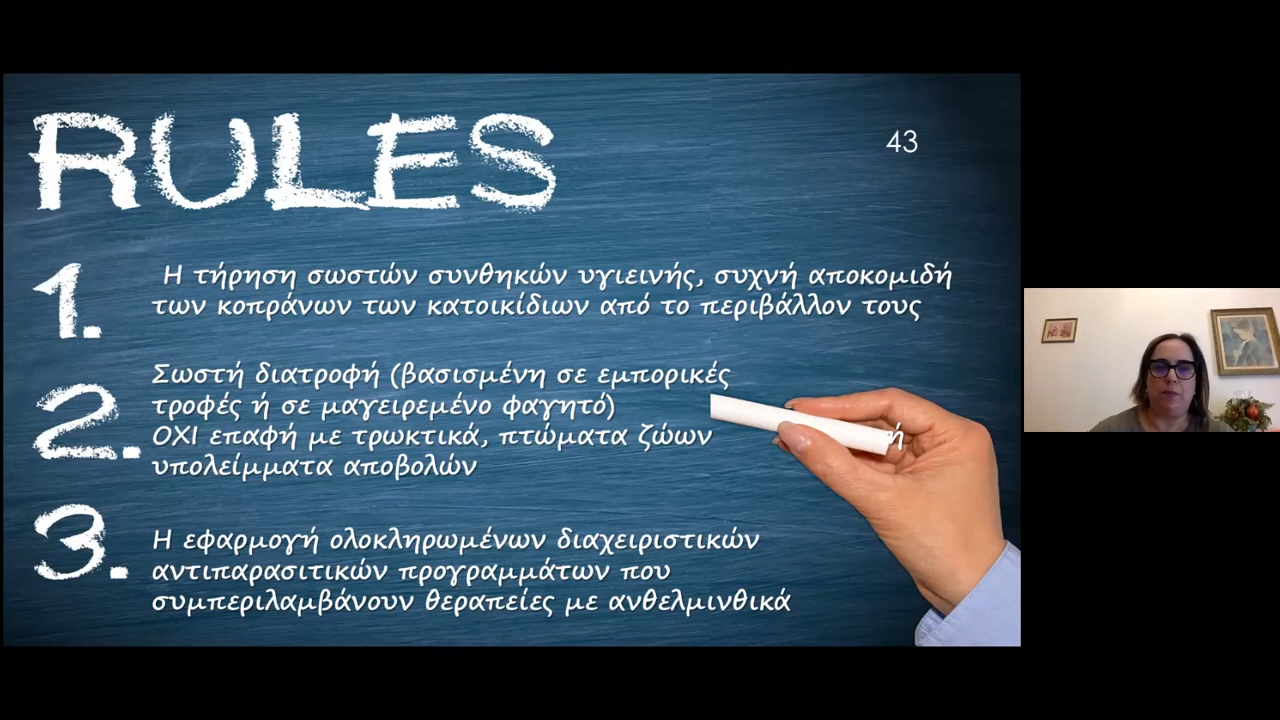 RULES
43
1. Η τήρηση σωστών συνθηκών υγιεινής, συχνή αποκομιδή
των κοπράνων των κατοικίδιων από το περιβάλλον τους
2. Σωστή διατροφή (βασισμένη σε εμπορικές
τροφές ή σε μαγειρεμένο φαγητό)
ΟΧΙ επαφή με τρωκτικά, πτώματα ζώων ή
υπολείμματα αποβολών
3. Η εφαρμογή ολοκληρωμένων διαχειριστικών
αντιπαρασιτικών προγραμμάτων που
συμπεριλαμβάνουν θεραπείες με ανθελμινθικά